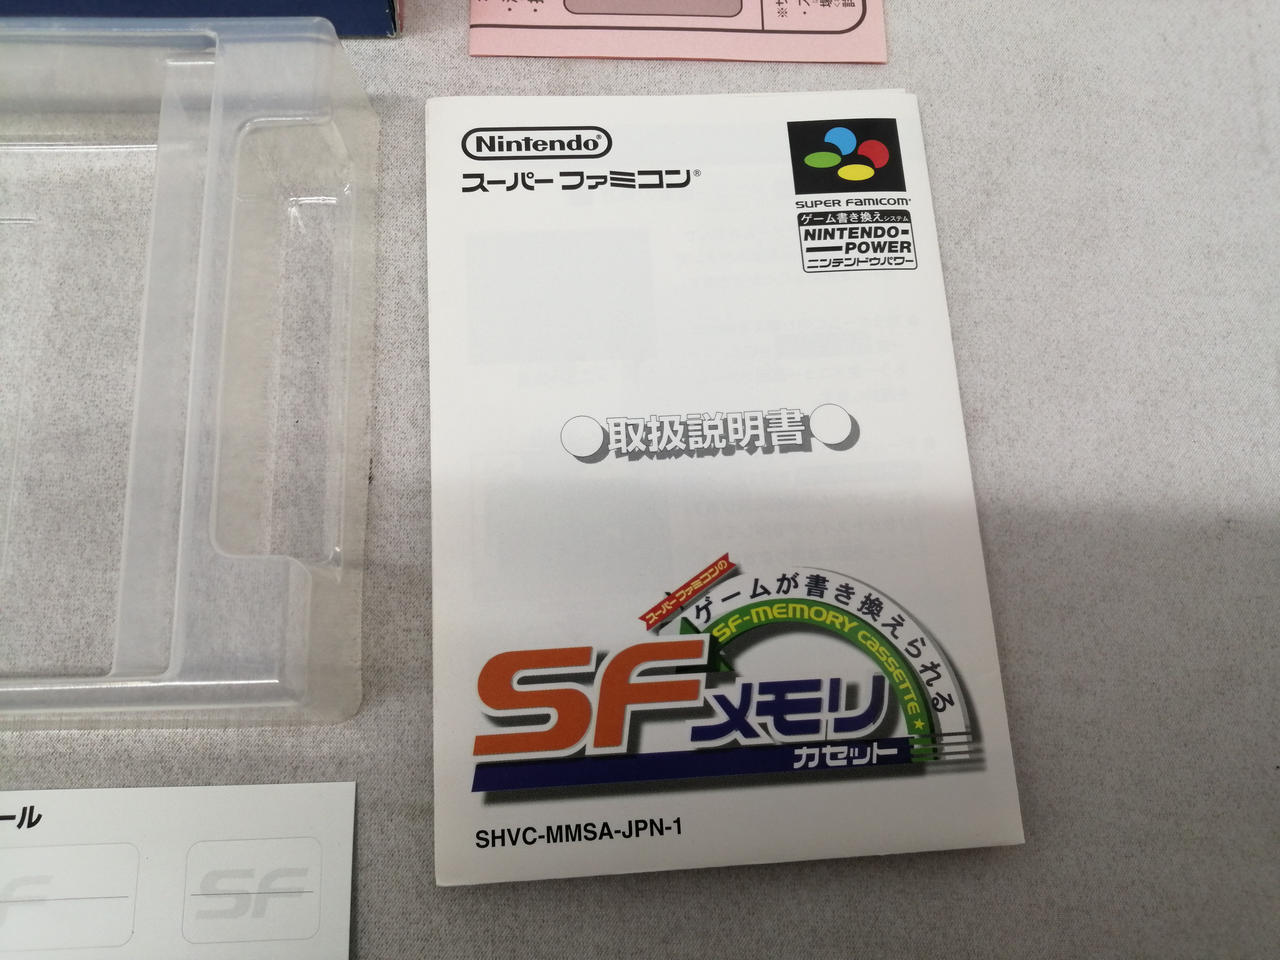 Nintendo®
スーパーファミコン®
SUPER FAMICOM®
ゲーム書き換えシステム
NINTENDO
POWER
ニンテンドウパワー
取扱説明書
スーパーファミコンの
ゲームが書き換えられる
SF-MEMORY CASSETTE★
SFメモリ
カセット
SHVC-MMSA-JPN-1
ール
SF